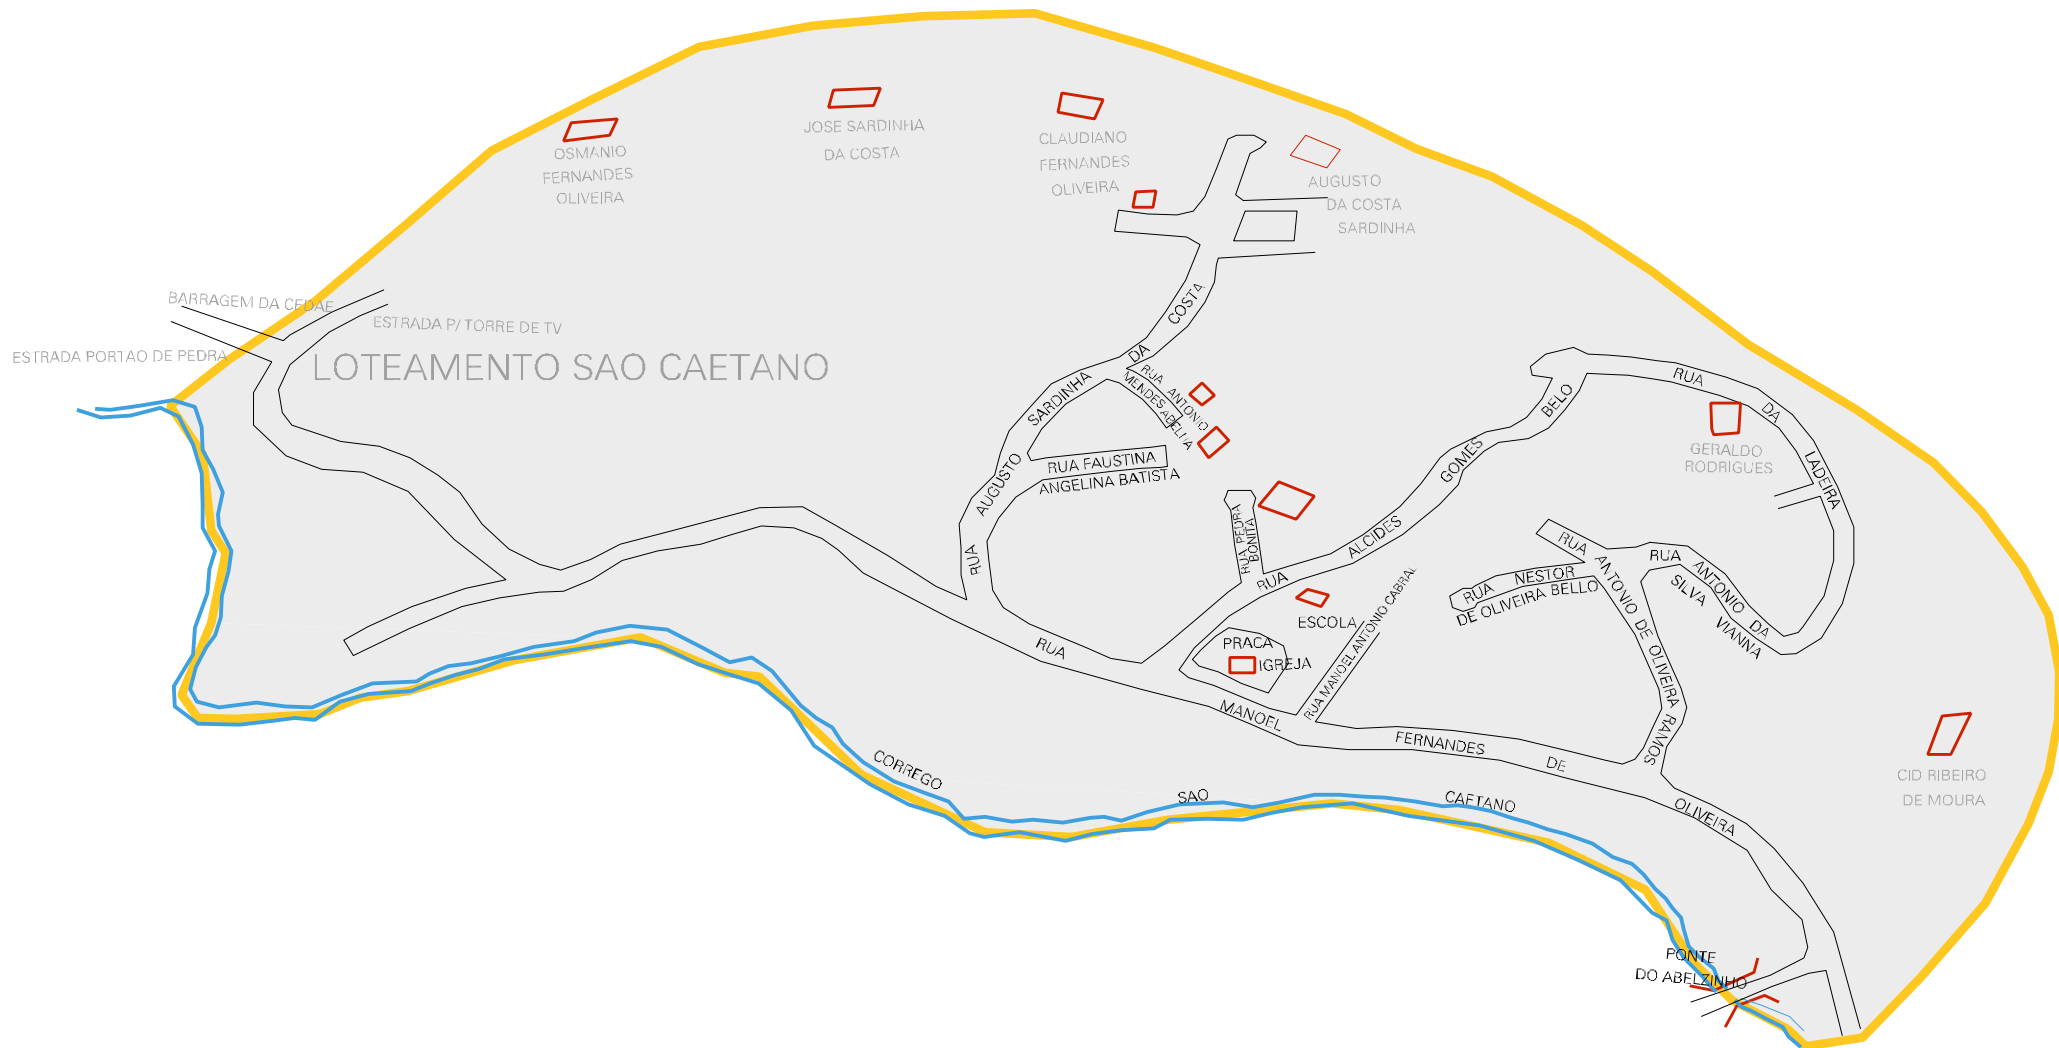 OSMANIO
FERNANDES
OLIVEIRA
JOSE SARDINHA
DA COSTA
CLAUDIANO
FERNANDES
OLIVEIRA
AUGUSTO
DA COSTA
SARDINHA
BARRAGEM DA CEDAE
ESTRADA P/ TORRE DE TV
ESTRADA PORTAO DE PEDRA
LOTEAMENTO SAO CAETANO
RUA AUGUSTO SARDINHA DA COSTA
RUA ANTONIO
MENDES ABELHA
RUA FAUSTINA
ANGELINA BATISTA
RUA PEDRA
BONITA
RUA ALCIDES GOMES BELO
RUA DA LADEIRA
GERALDO
RODRIGUES
RUA NESTOR
DE OLIVEIRA BELLO
RUA ANTONIO DE OLIVEIRA RAMOS
RUA ANTONIO DA
SILVA VIANNA
ESCOLA
PRACA
IGREJA
RUA MANOEL ANTONIO CABRAL
RUA MANOEL FERNANDES DE OLIVEIRA
CORREGO SAO CAETANO
CID RIBEIRO
DE MOURA
PONTE
DO ABELZINHO